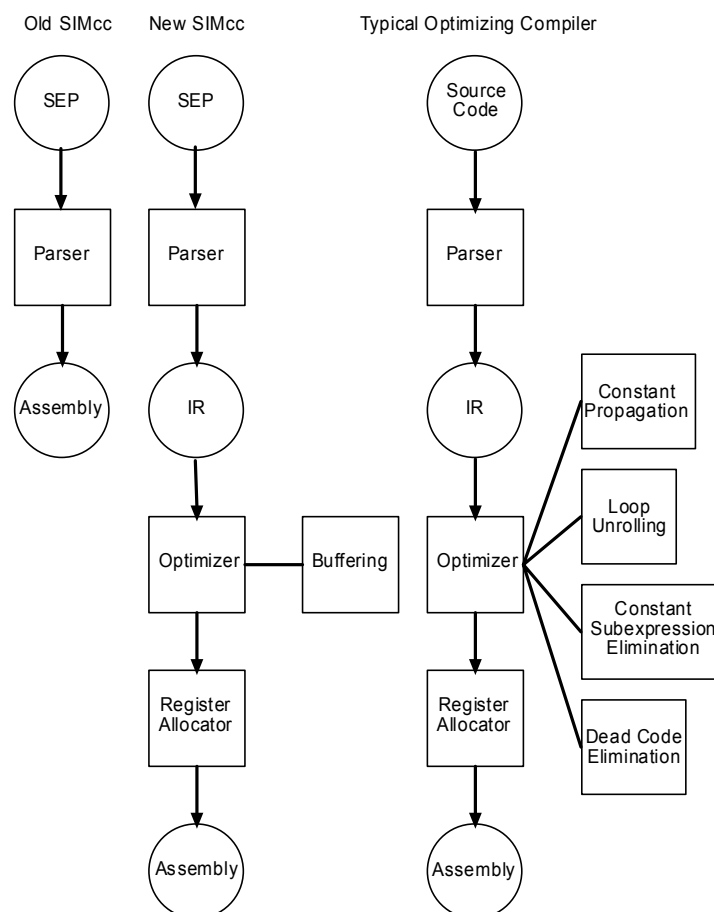 Old SIMcc
New SIMcc
Typical Optimizing Compiler
SEP
SEP
Source
Code
Parser
Parser
Parser
Assembly
IR
IR
Constant
Propagation
Loop
Unrolling
Optimizer
Buffering
Optimizer
Constant
Subexpression
Elimination
Register
Allocator
Register
Allocator
Dead Code
Elimination
Assembly
Assembly